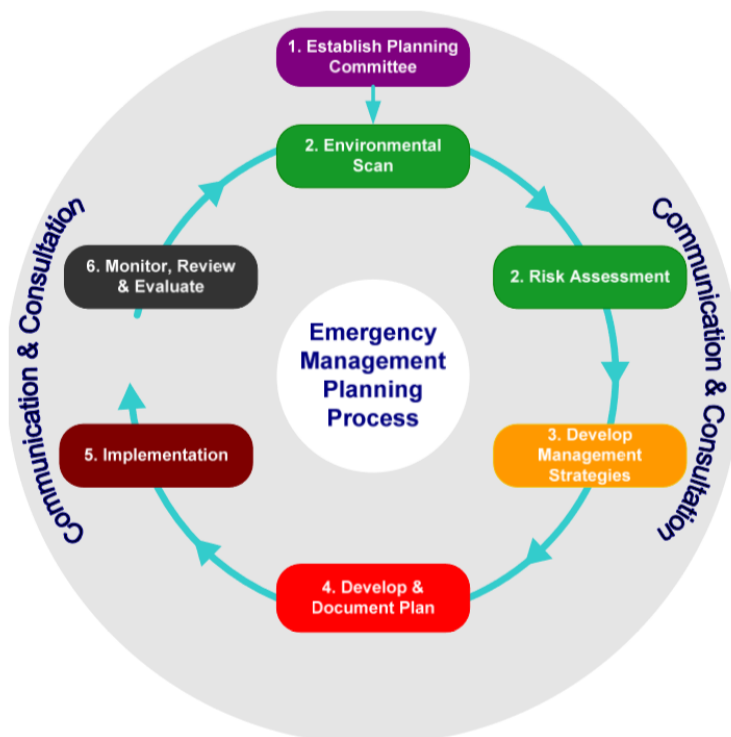 1. Establish Planning
Committee
2. Environmental
Scan
Communication & Consultation
Communication & Consultation
6. Monitor, Review
& Evaluate
2. Risk Assessment
Emergency
Management
Planning
Process
5. Implementation
3. Develop
Management
Strategies
4. Develop &
Document Plan